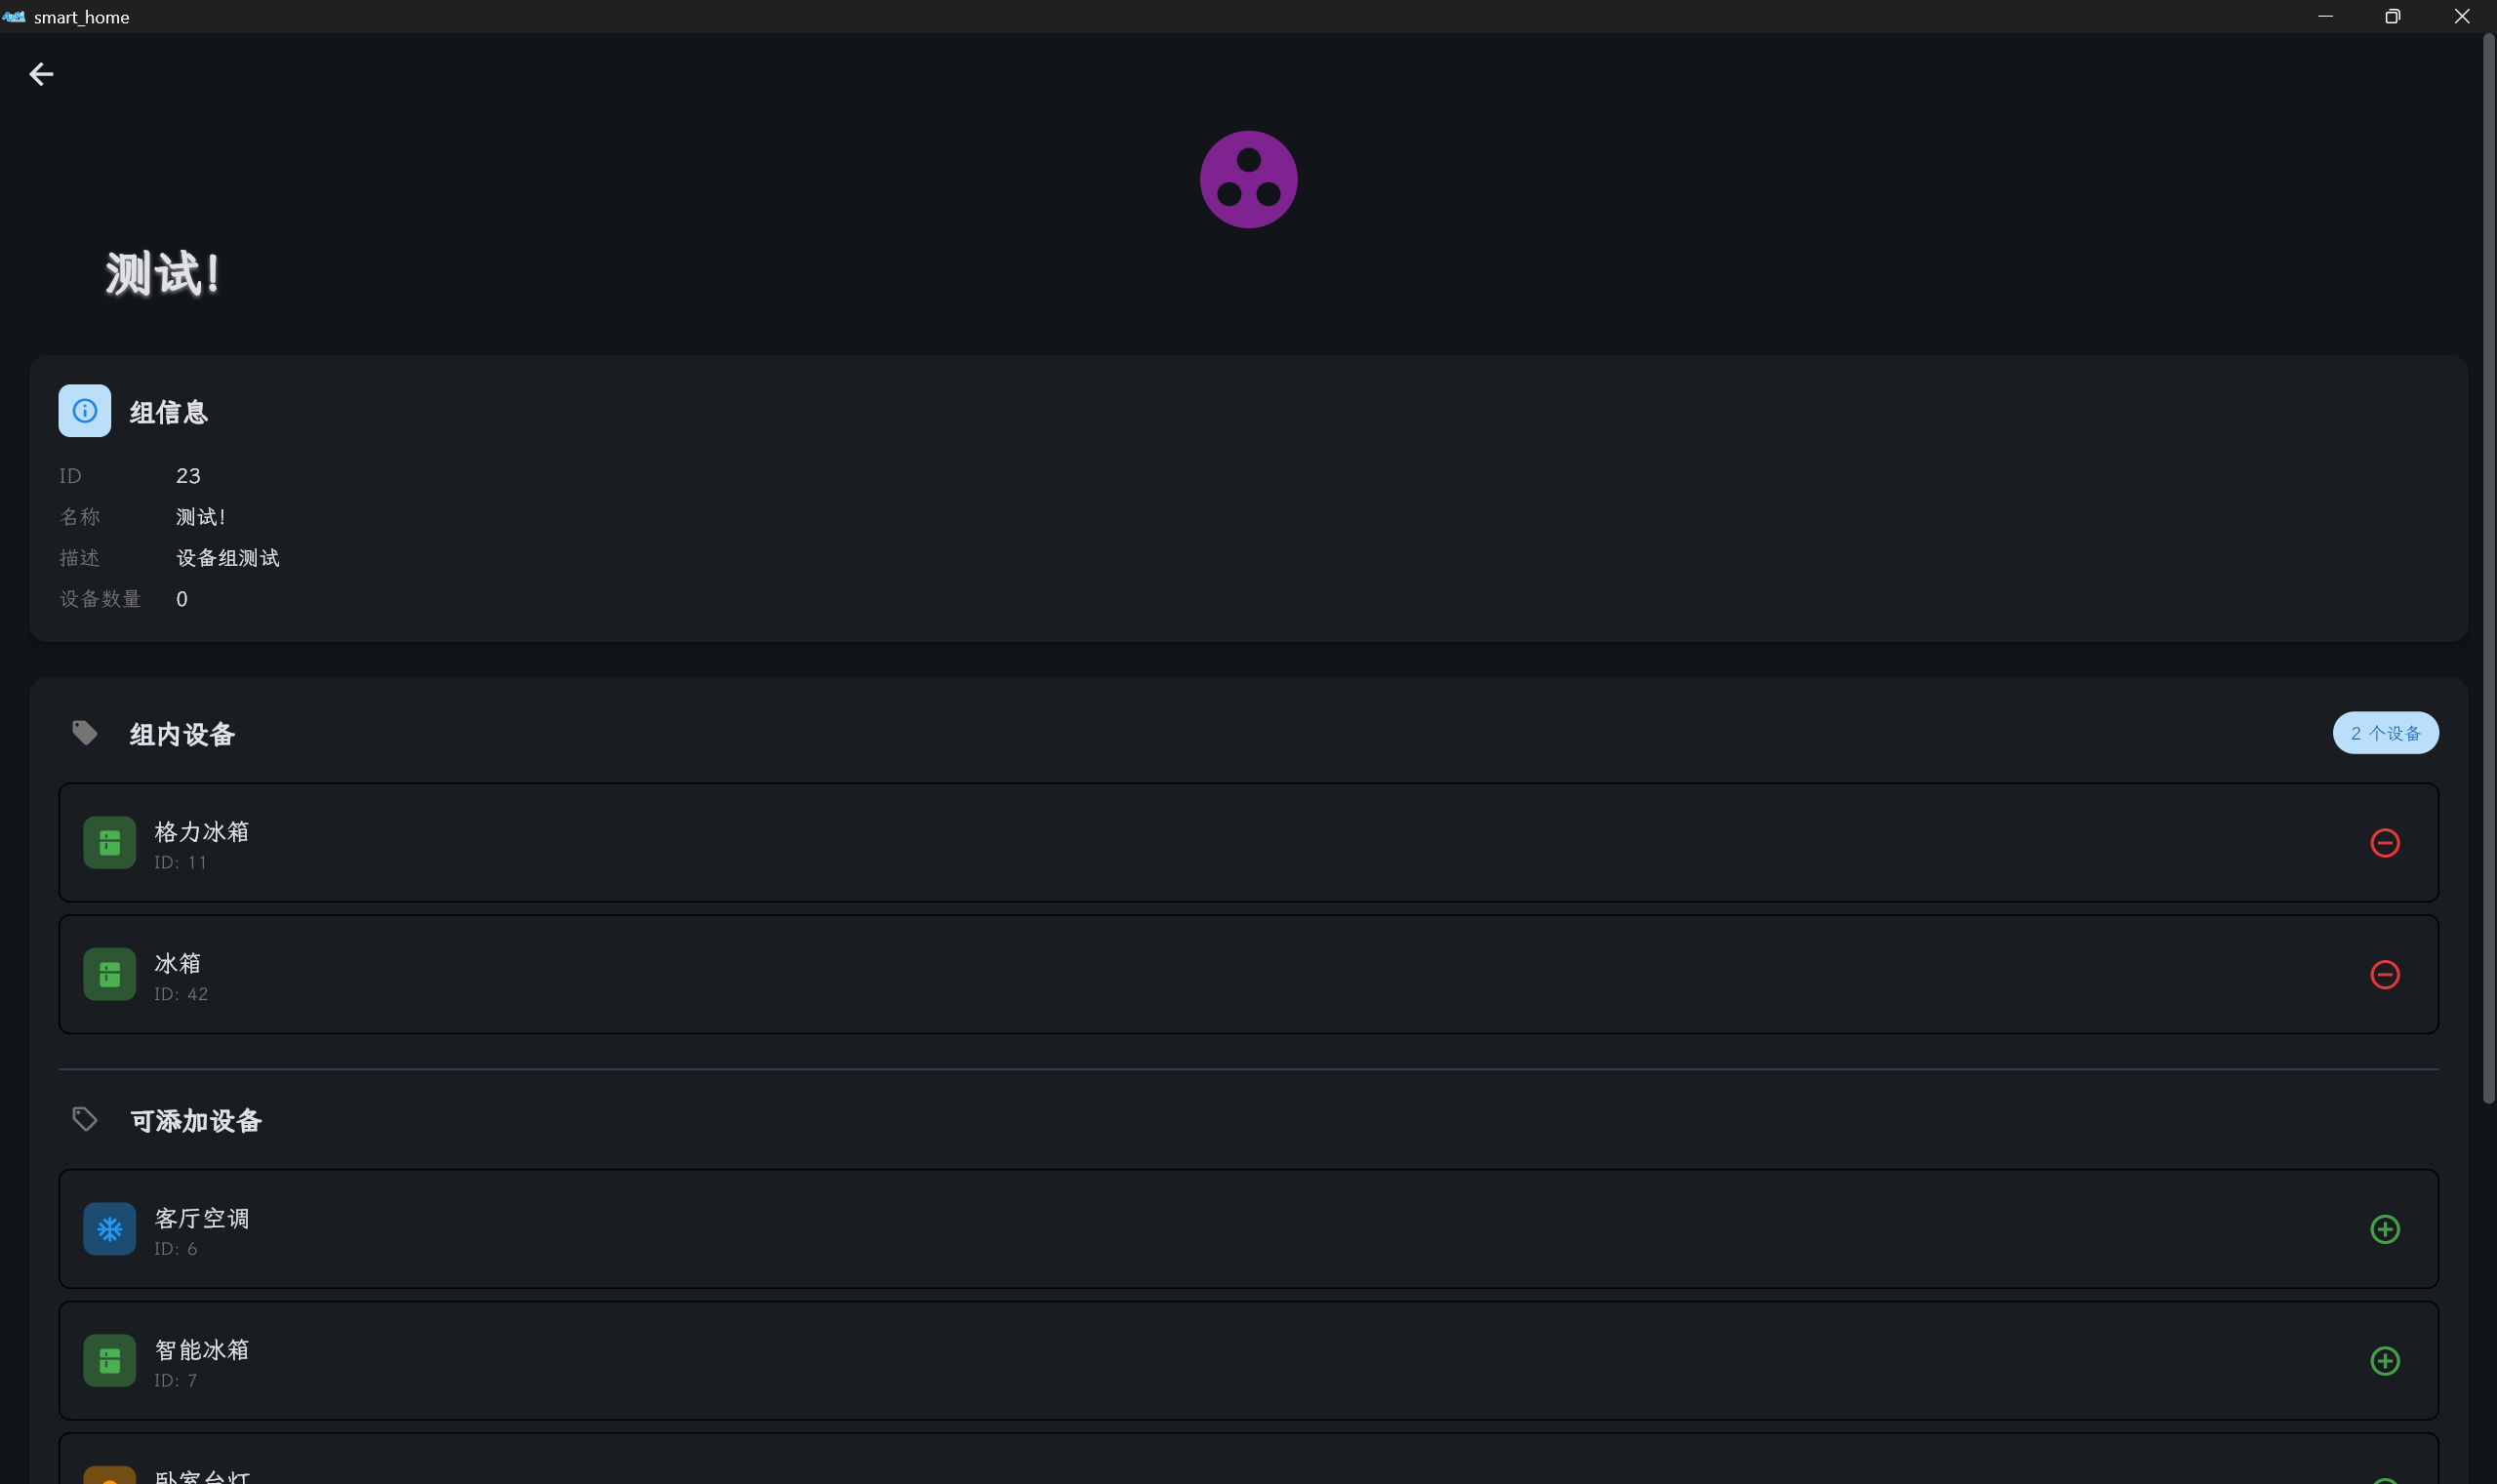 smart_home
测试!
组信息
ID 23
名称 测试!
描述 设备组测试
设备数量 0
组内设备 2 个设备
格力冰箱
ID: 11
冰箱
ID: 42
可添加设备
客厅空调
ID: 6
智能冰箱
ID: 7
卧室台灯